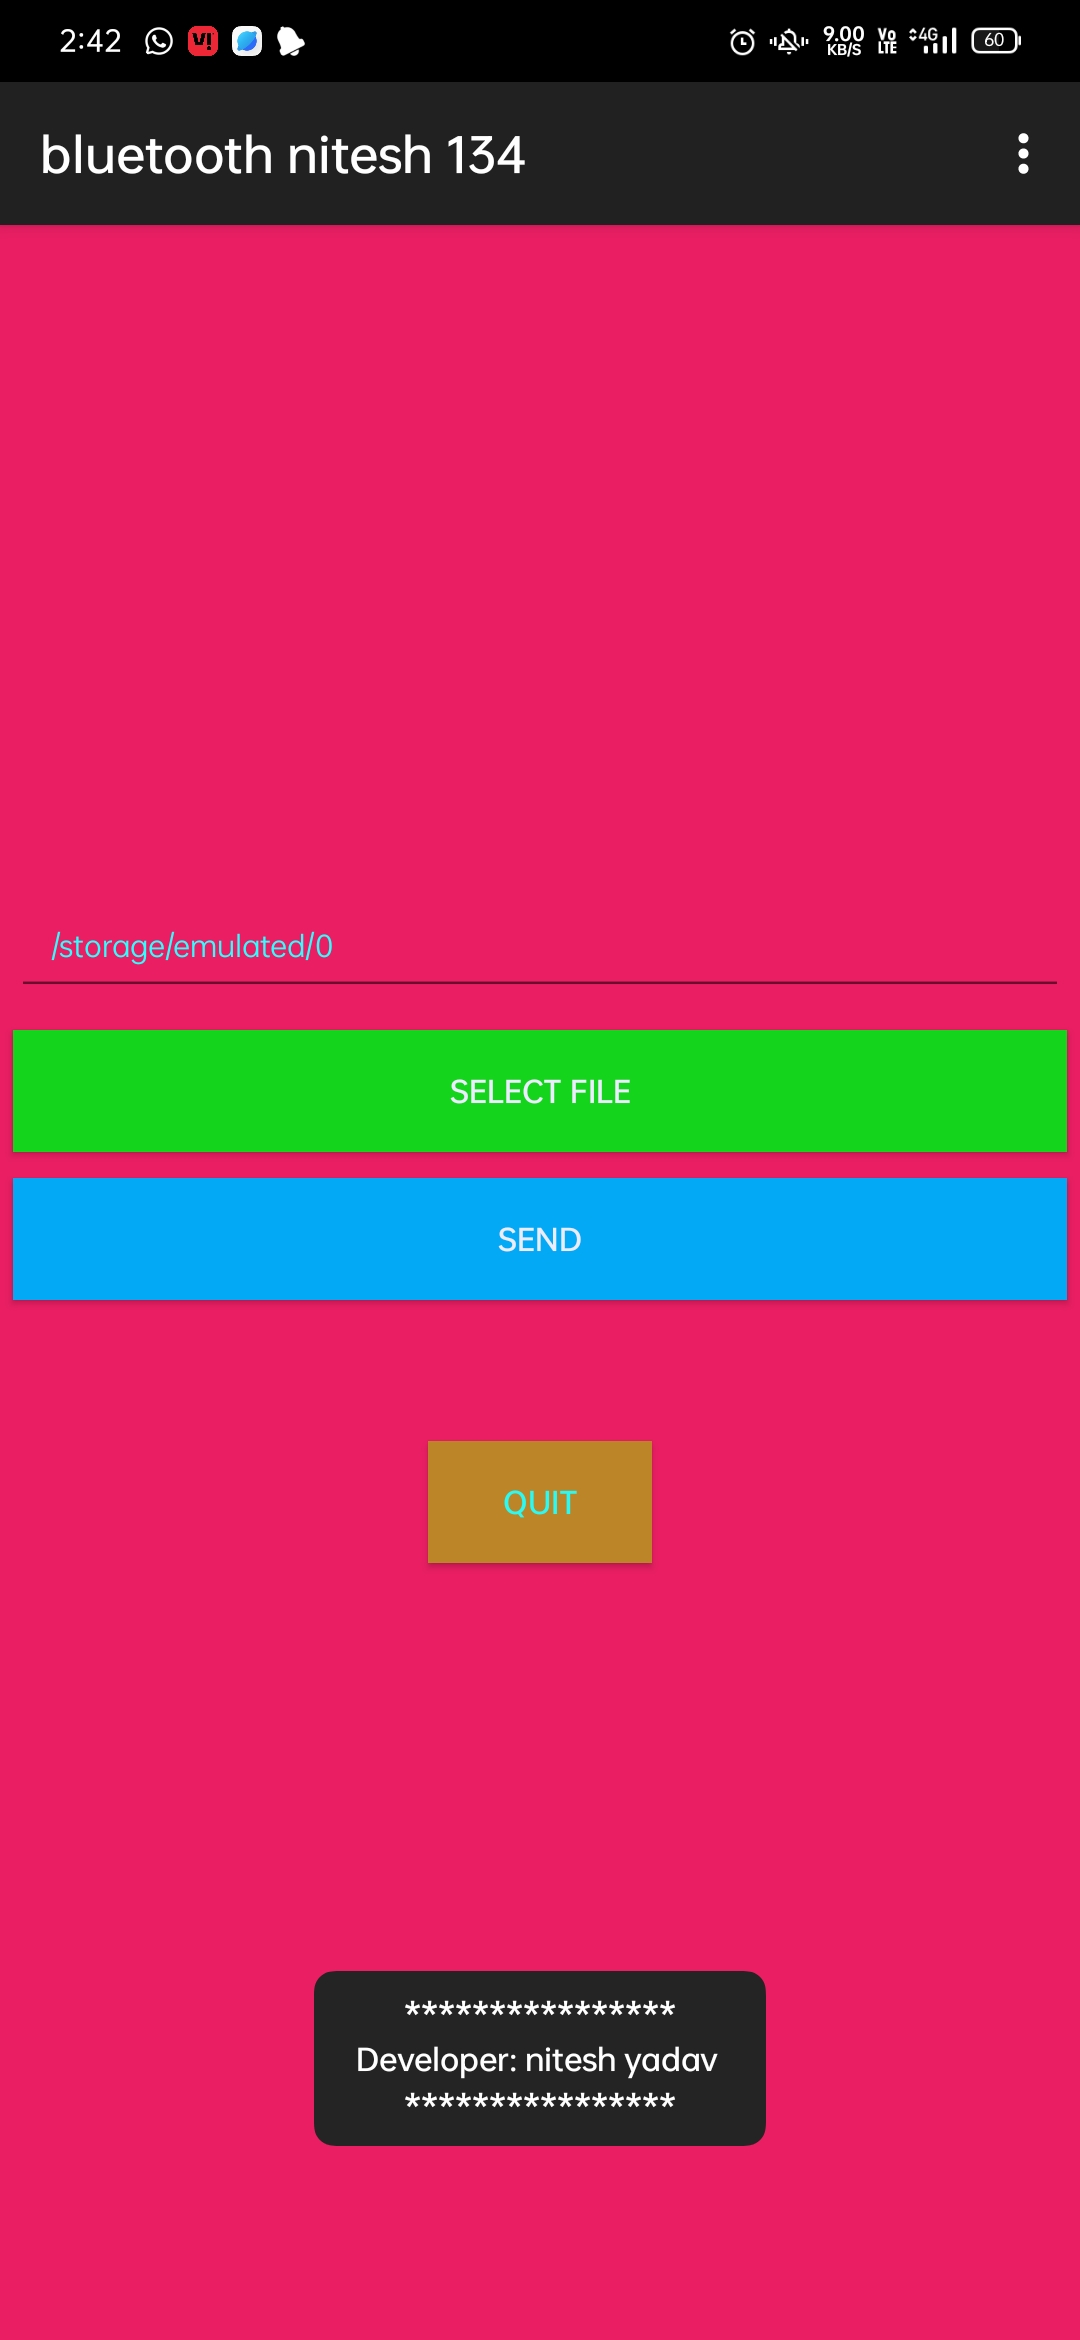 2:42 VI! 9.00 KB/S Vo LTE 4G 60
bluetooth nitesh 134
/storage/emulated/0
SELECT FILE
SEND
QUIT
****************
Developer: nitesh yadav
****************